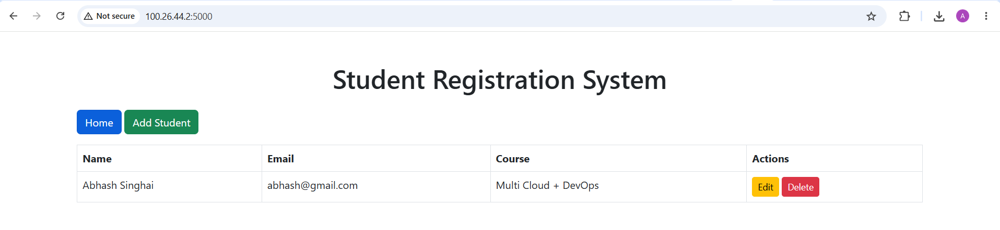 Not secure 100.26.44.2:5000
A
Student Registration System
Home Add Student
Name Email Course Actions
Abhash Singhai abhash@gmail.com Multi Cloud + DevOps Edit Delete